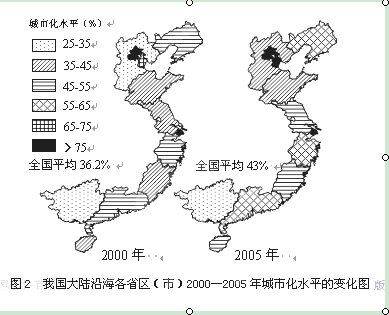 城市化水平（%）
25-35
35-45
45-55
55-65
65-75
>75
全国平均 36.2%
全国平均 43%
2000 年
2005 年
图 2 我国大陆沿海各省区（市）2000—2005 年城市化水平的变化图
版